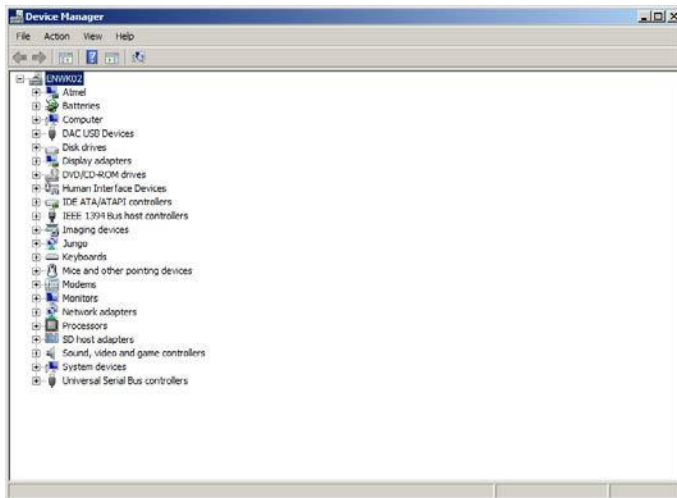 Device Manager
File Action View Help
ENWK02
Atmel
Batteries
Computer
DAC USB Devices
Disk drives
Display adapters
DVD/CD-ROM drives
Human Interface Devices
IDE ATA/ATAPI controllers
IEEE 1394 Bus host controllers
Imaging devices
Jungo
Keyboards
Mice and other pointing devices
Modems
Monitors
Network adapters
Processors
SD host adapters
Sound, video and game controllers
System devices
Universal Serial Bus controllers